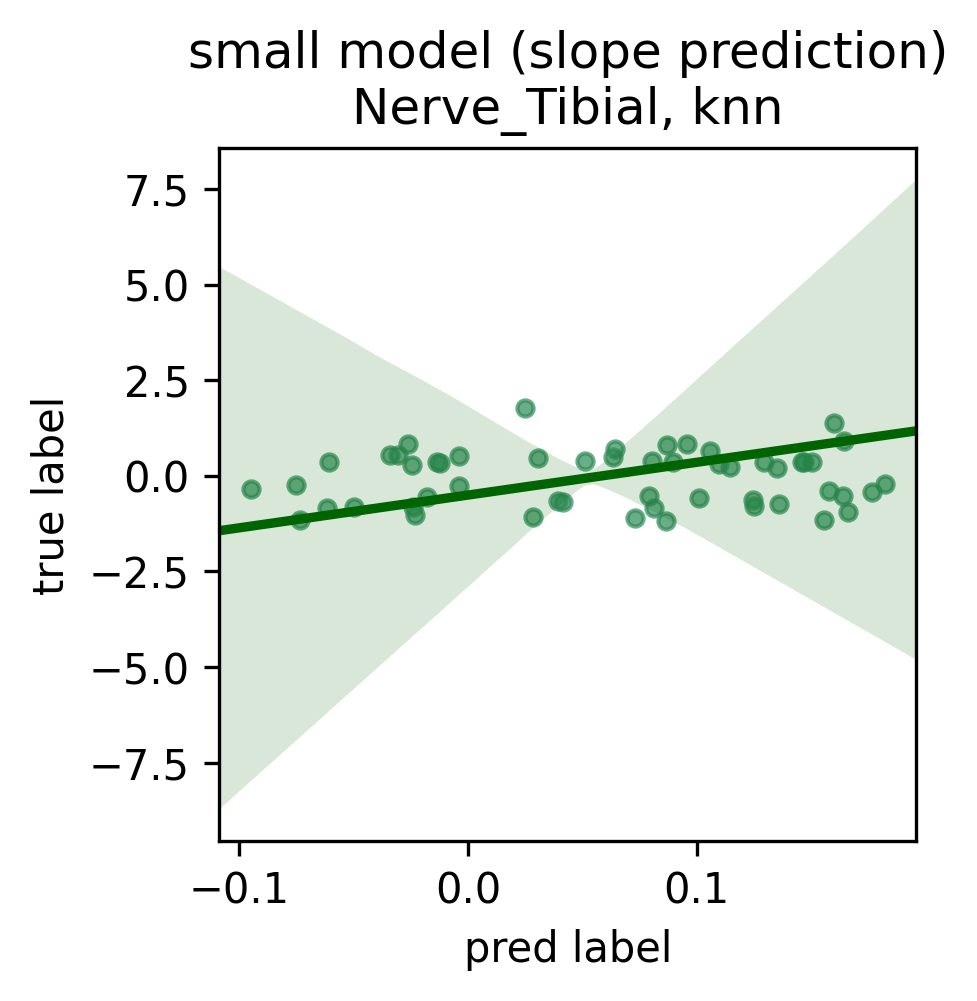 small model (slope prediction)
Nerve_Tibial, knn
7.5
5.0
2.5
0.0
−2.5
−5.0
−7.5
true label
−0.1
0.0
0.1
pred label